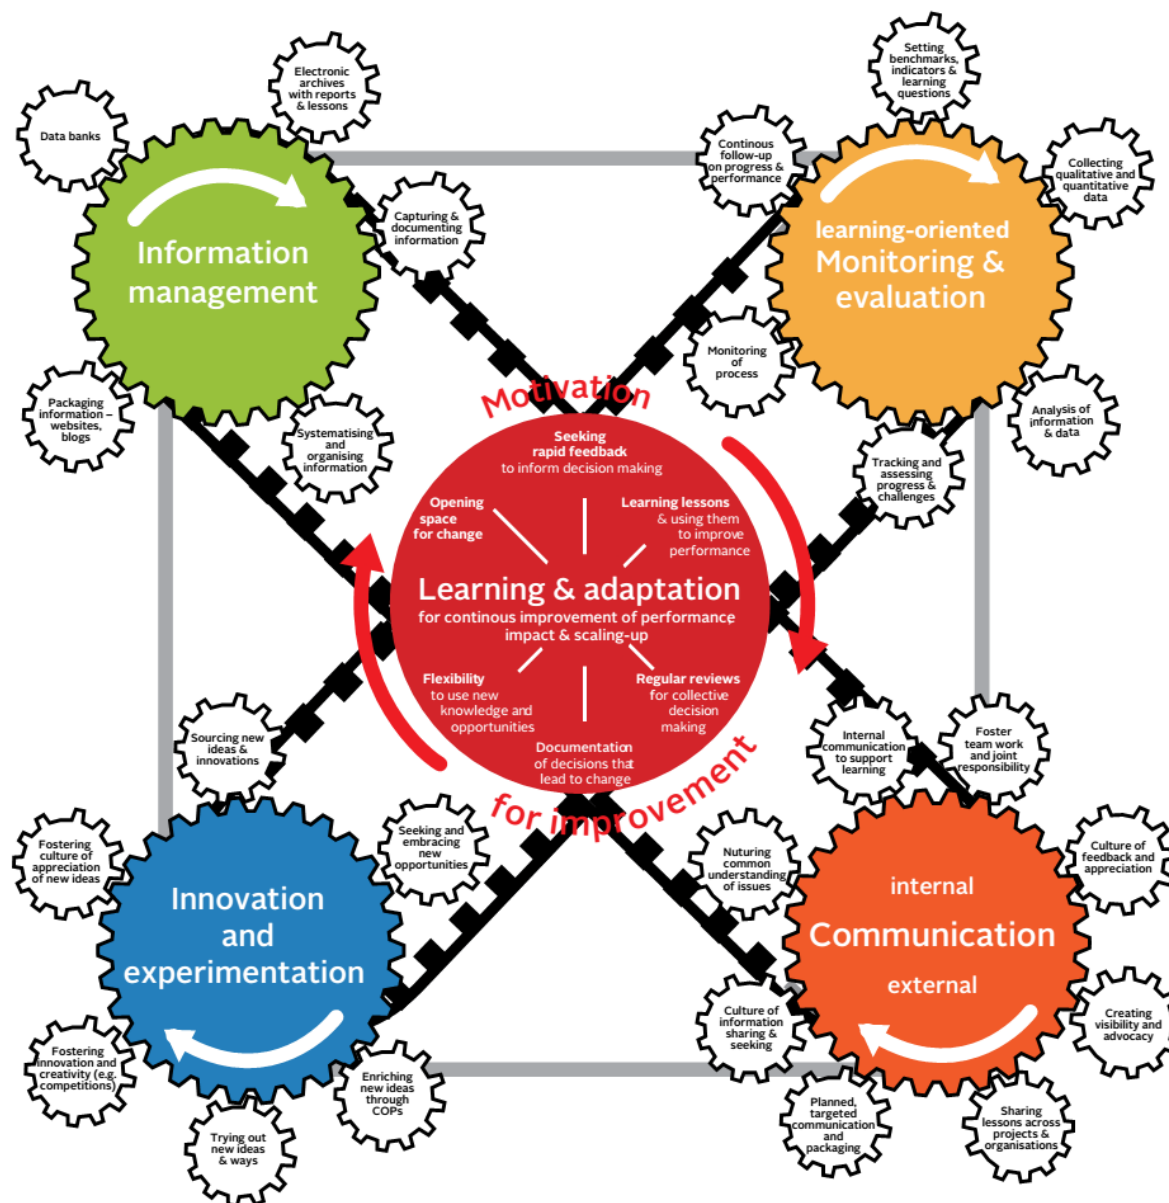 Electronic
archives
with reports
& lessons
Data banks
Capturing &
documenting
information
Information
management
Packaging
information –
websites,
blogs
Systematising
and
organising
information
Setting
benchmarks,
indicators &
learning
questions
Continous
follow-up
on progress &
performance
Collecting
qualitative and
quantitative
data
learning-oriented
Monitoring &
evaluation
Monitoring
of
process
Analysis of
information
& data
Tracking and
assessing
progress &
challenges
Motivation
Seeking
rapid feedback
to inform decision making
Opening
space
for change
Learning lessons
& using them
to improve
performance
Learning & adaptation
for continous improvement of performance
impact & scaling-up
Flexibility
to use new
knowledge and
opportunities
Regular reviews
for collective
decision
making
Documentation
of decisions that
lead to change
for improvement
Sourcing new
ideas &
innovations
Fostering
culture of
appreciation
of new ideas
Seeking and
embracing
new
opportunities
Innovation
and
experimentation
Fostering
innovation and
creativity (e.g.
competitions)
Enriching
new ideas
through
COPs
Trying out
new ideas
& ways
Internal
communication
to support
learning
Foster
team work
and joint
responsibility
Nuturing
common
understanding
of issues
Culture of
feedback and
appreciation
internal
Communication
external
Culture of
information
sharing &
seeking
Creating
visibility and
advocacy
Planned,
targeted
communication
and
packaging
Sharing
lessons across
projects &
organisations